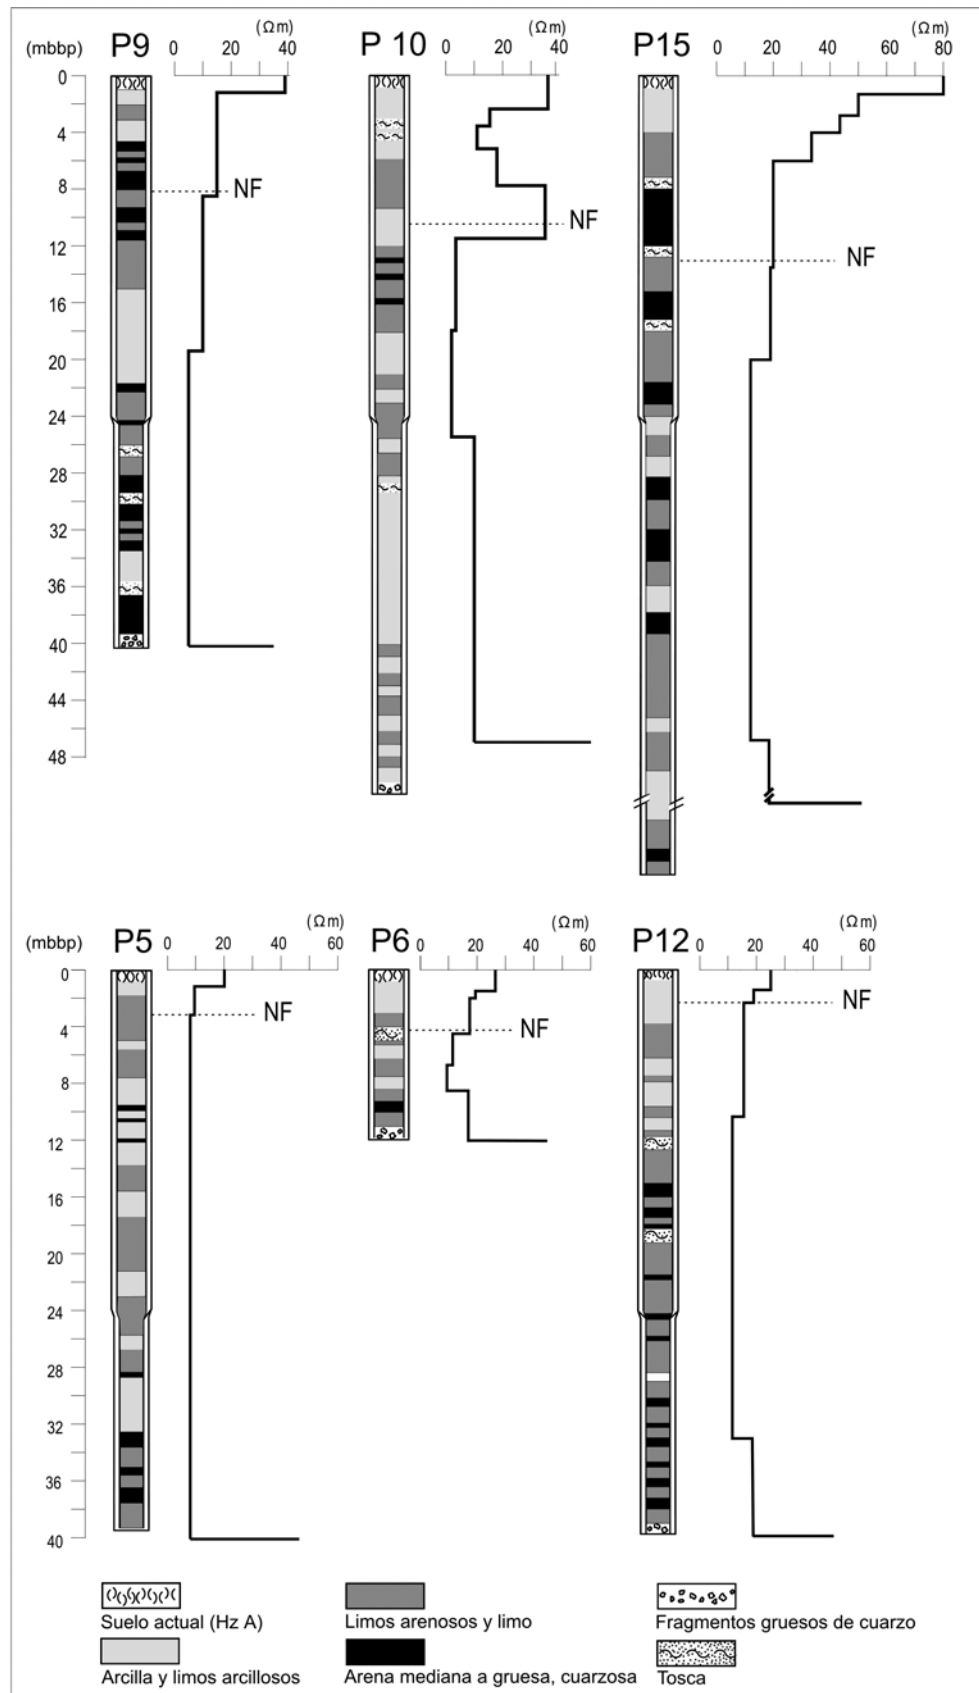 (mbbp) P9 0 20 40 (Ωm)
P 10 0 20 40 (Ωm)
P15 0 20 40 60 80 (Ωm)
0
4
8
12
16
20
24
28
32
36
40
44
48
NF
NF
NF
(mbbp) P5 0 20 40 60 (Ωm)
P6 0 20 40 60 (Ωm)
P12 0 20 40 60 (Ωm)
0
4
8
12
16
20
24
28
32
36
40
NF
NF
NF
Suelo actual (Hz A)
Limos arenosos y limo
Fragmentos gruesos de cuarzo
Arcilla y limos arcillosos
Arena mediana a gruesa, cuarzosa
Tosca